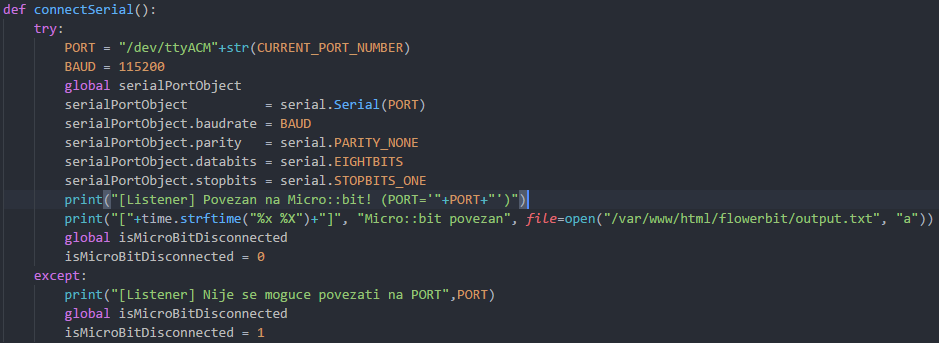 def connectSerial():
    try:
        PORT = "/dev/ttyACM"+str(CURRENT_PORT_NUMBER)
        BAUD = 115200
        global serialPortObject
        serialPortObject          = serial.Serial(PORT)
        serialPortObject.baudrate = BAUD
        serialPortObject.parity   = serial.PARITY_NONE
        serialPortObject.databits = serial.EIGHTBITS
        serialPortObject.stopbits = serial.STOPBITS_ONE
        print("[Listener] Povezan na Micro::bit! (PORT='"+PORT+"')")
        print("["+time.strftime("%x %X")+"]", "Micro::bit povezan", file=open("/var/www/html/flowerbit/output.txt", "a"))
        global isMicroBitDisconnected
        isMicroBitDisconnected = 0
    except:
        print("[Listener] Nije se moguce povezati na PORT",PORT)
        global isMicroBitDisconnected
        isMicroBitDisconnected = 1